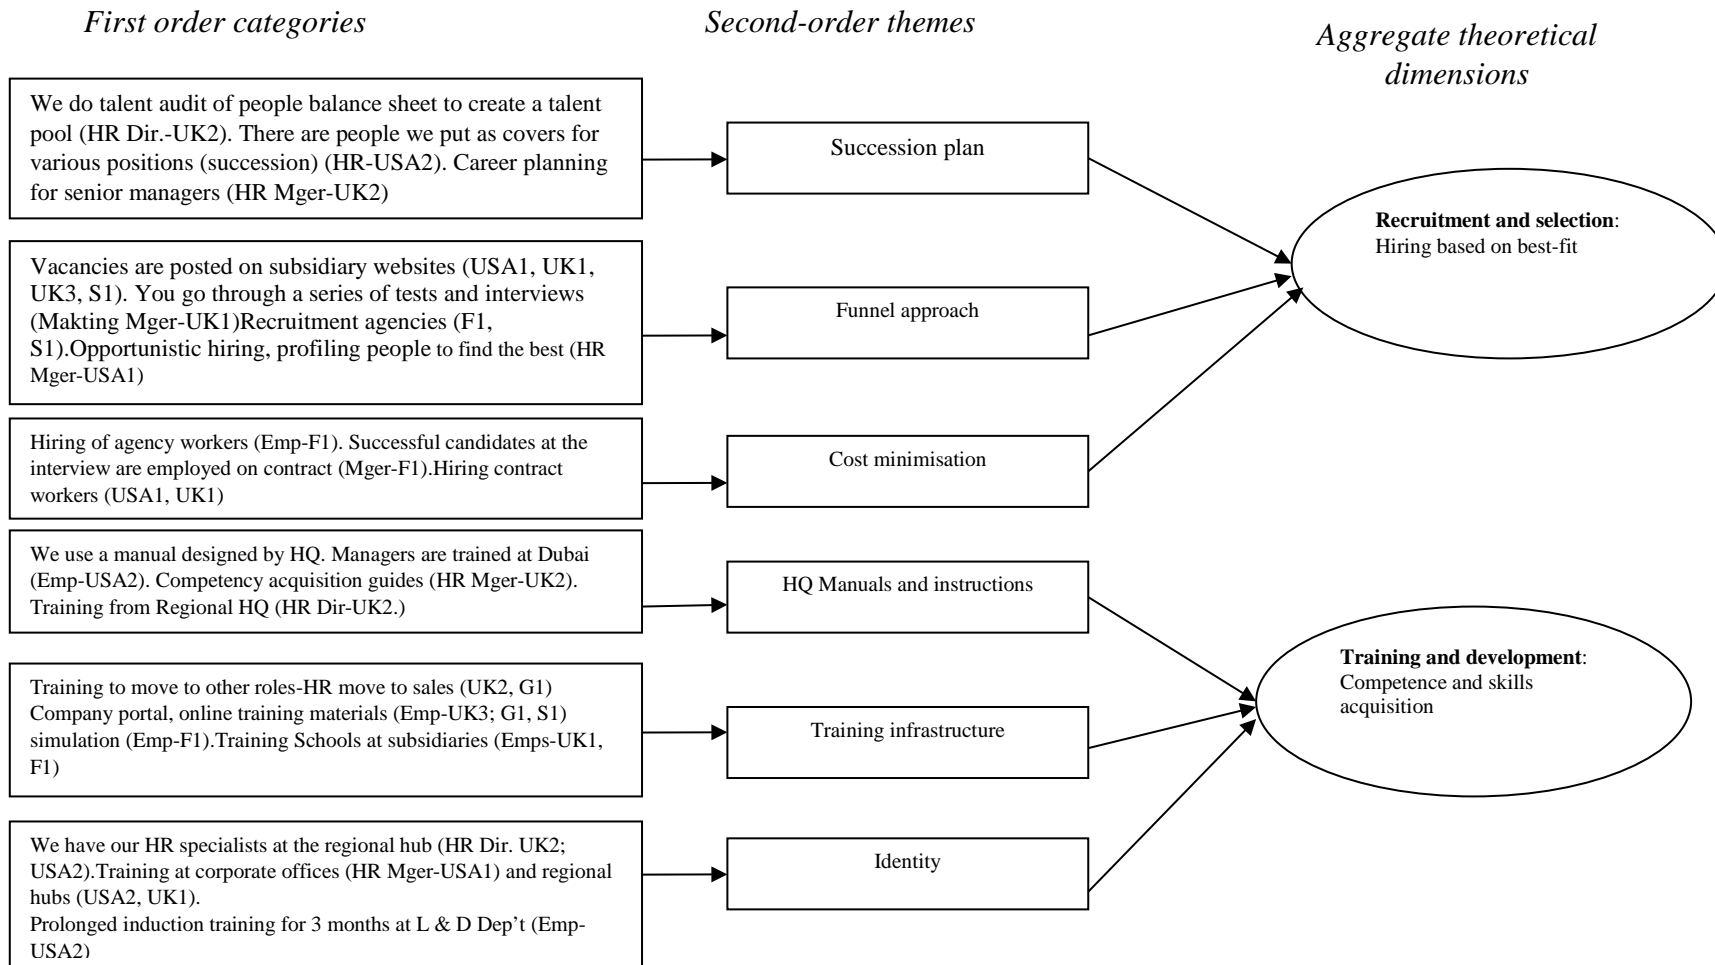 First order categories
Second-order themes
Aggregate theoretical
dimensions
We do talent audit of people balance sheet to create a talent
pool (HR Dir.-UK2). There are people we put as covers for
various positions (succession) (HR-USA2). Career planning
for senior managers (HR Mger-UK2)
Succession plan
Recruitment and selection:
Hiring based on best-fit
Vacancies are posted on subsidiary websites (USA1, UK1,
UK3, S1). You go through a series of tests and interviews
(Makting Mger-UK1)Recruitment agencies (F1,
S1).Opportunistic hiring, profiling people to find the best (HR
Mger-USA1)
Funnel approach
Hiring of agency workers (Emp-F1). Successful candidates at the
interview are employed on contract (Mger-F1).Hiring contract
workers (USA1, UK1)
Cost minimisation
We use a manual designed by HQ. Managers are trained at Dubai
(Emp-USA2). Competency acquisition guides (HR Mger-UK2).
Training from Regional HQ (HR Dir-UK2.)
HQ Manuals and instructions
Training and development:
Competence and skills
acquisition
Training to move to other roles-HR move to sales (UK2, G1)
Company portal, online training materials (Emp-UK3; G1, S1)
simulation (Emp-F1).Training Schools at subsidiaries (Emps-UK1,
F1)
Training infrastructure
We have our HR specialists at the regional hub (HR Dir. UK2;
USA2).Training at corporate offices (HR Mger-USA1) and regional
hubs (USA2, UK1).
Prolonged induction training for 3 months at L & D Dep’t (Emp-
USA2)
Identity